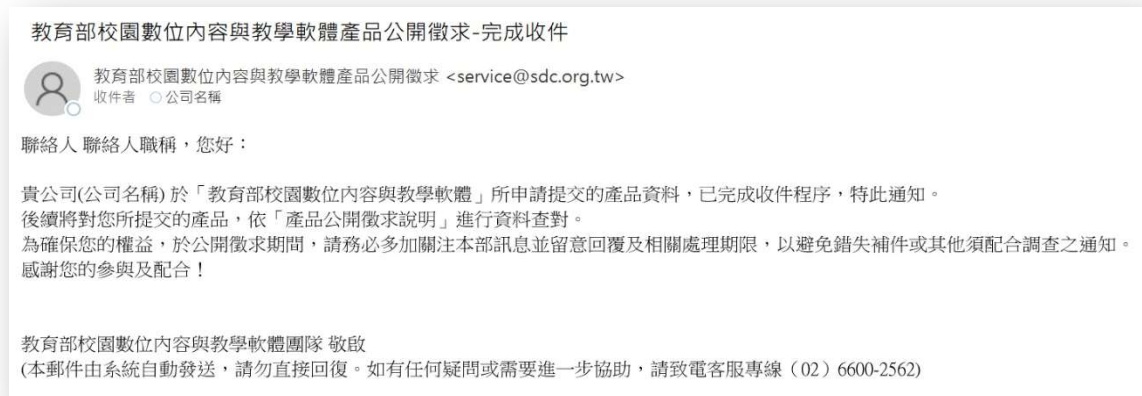 教育部校園數位內容與教學軟體產品公開徵求-完成收件
教育部校園數位內容與教學軟體產品公開徵求 <service@sdc.org.tw>
收件者 ○公司名稱
聯絡人 聯絡人職稱，您好：
貴公司(公司名稱) 於「教育部校園數位內容與教學軟體」所申請提交的產品資料，已完成收件程序，特此通知。
後續將對您所提交的產品，依「產品公開徵求說明」進行資料查對。
為確保您的權益，於公開徵求期間，請務必多加關注本部訊息並留意回覆及相關處理期限，以避免錯失補件或其他須配合調查之通知。
感謝您的參與及配合！
教育部校園數位內容與教學軟體團隊 敬啟
(本郵件由系統自動發送，請勿直接回復。如有任何疑問或需要進一步協助，請致電客服專線（02）6600-2562)